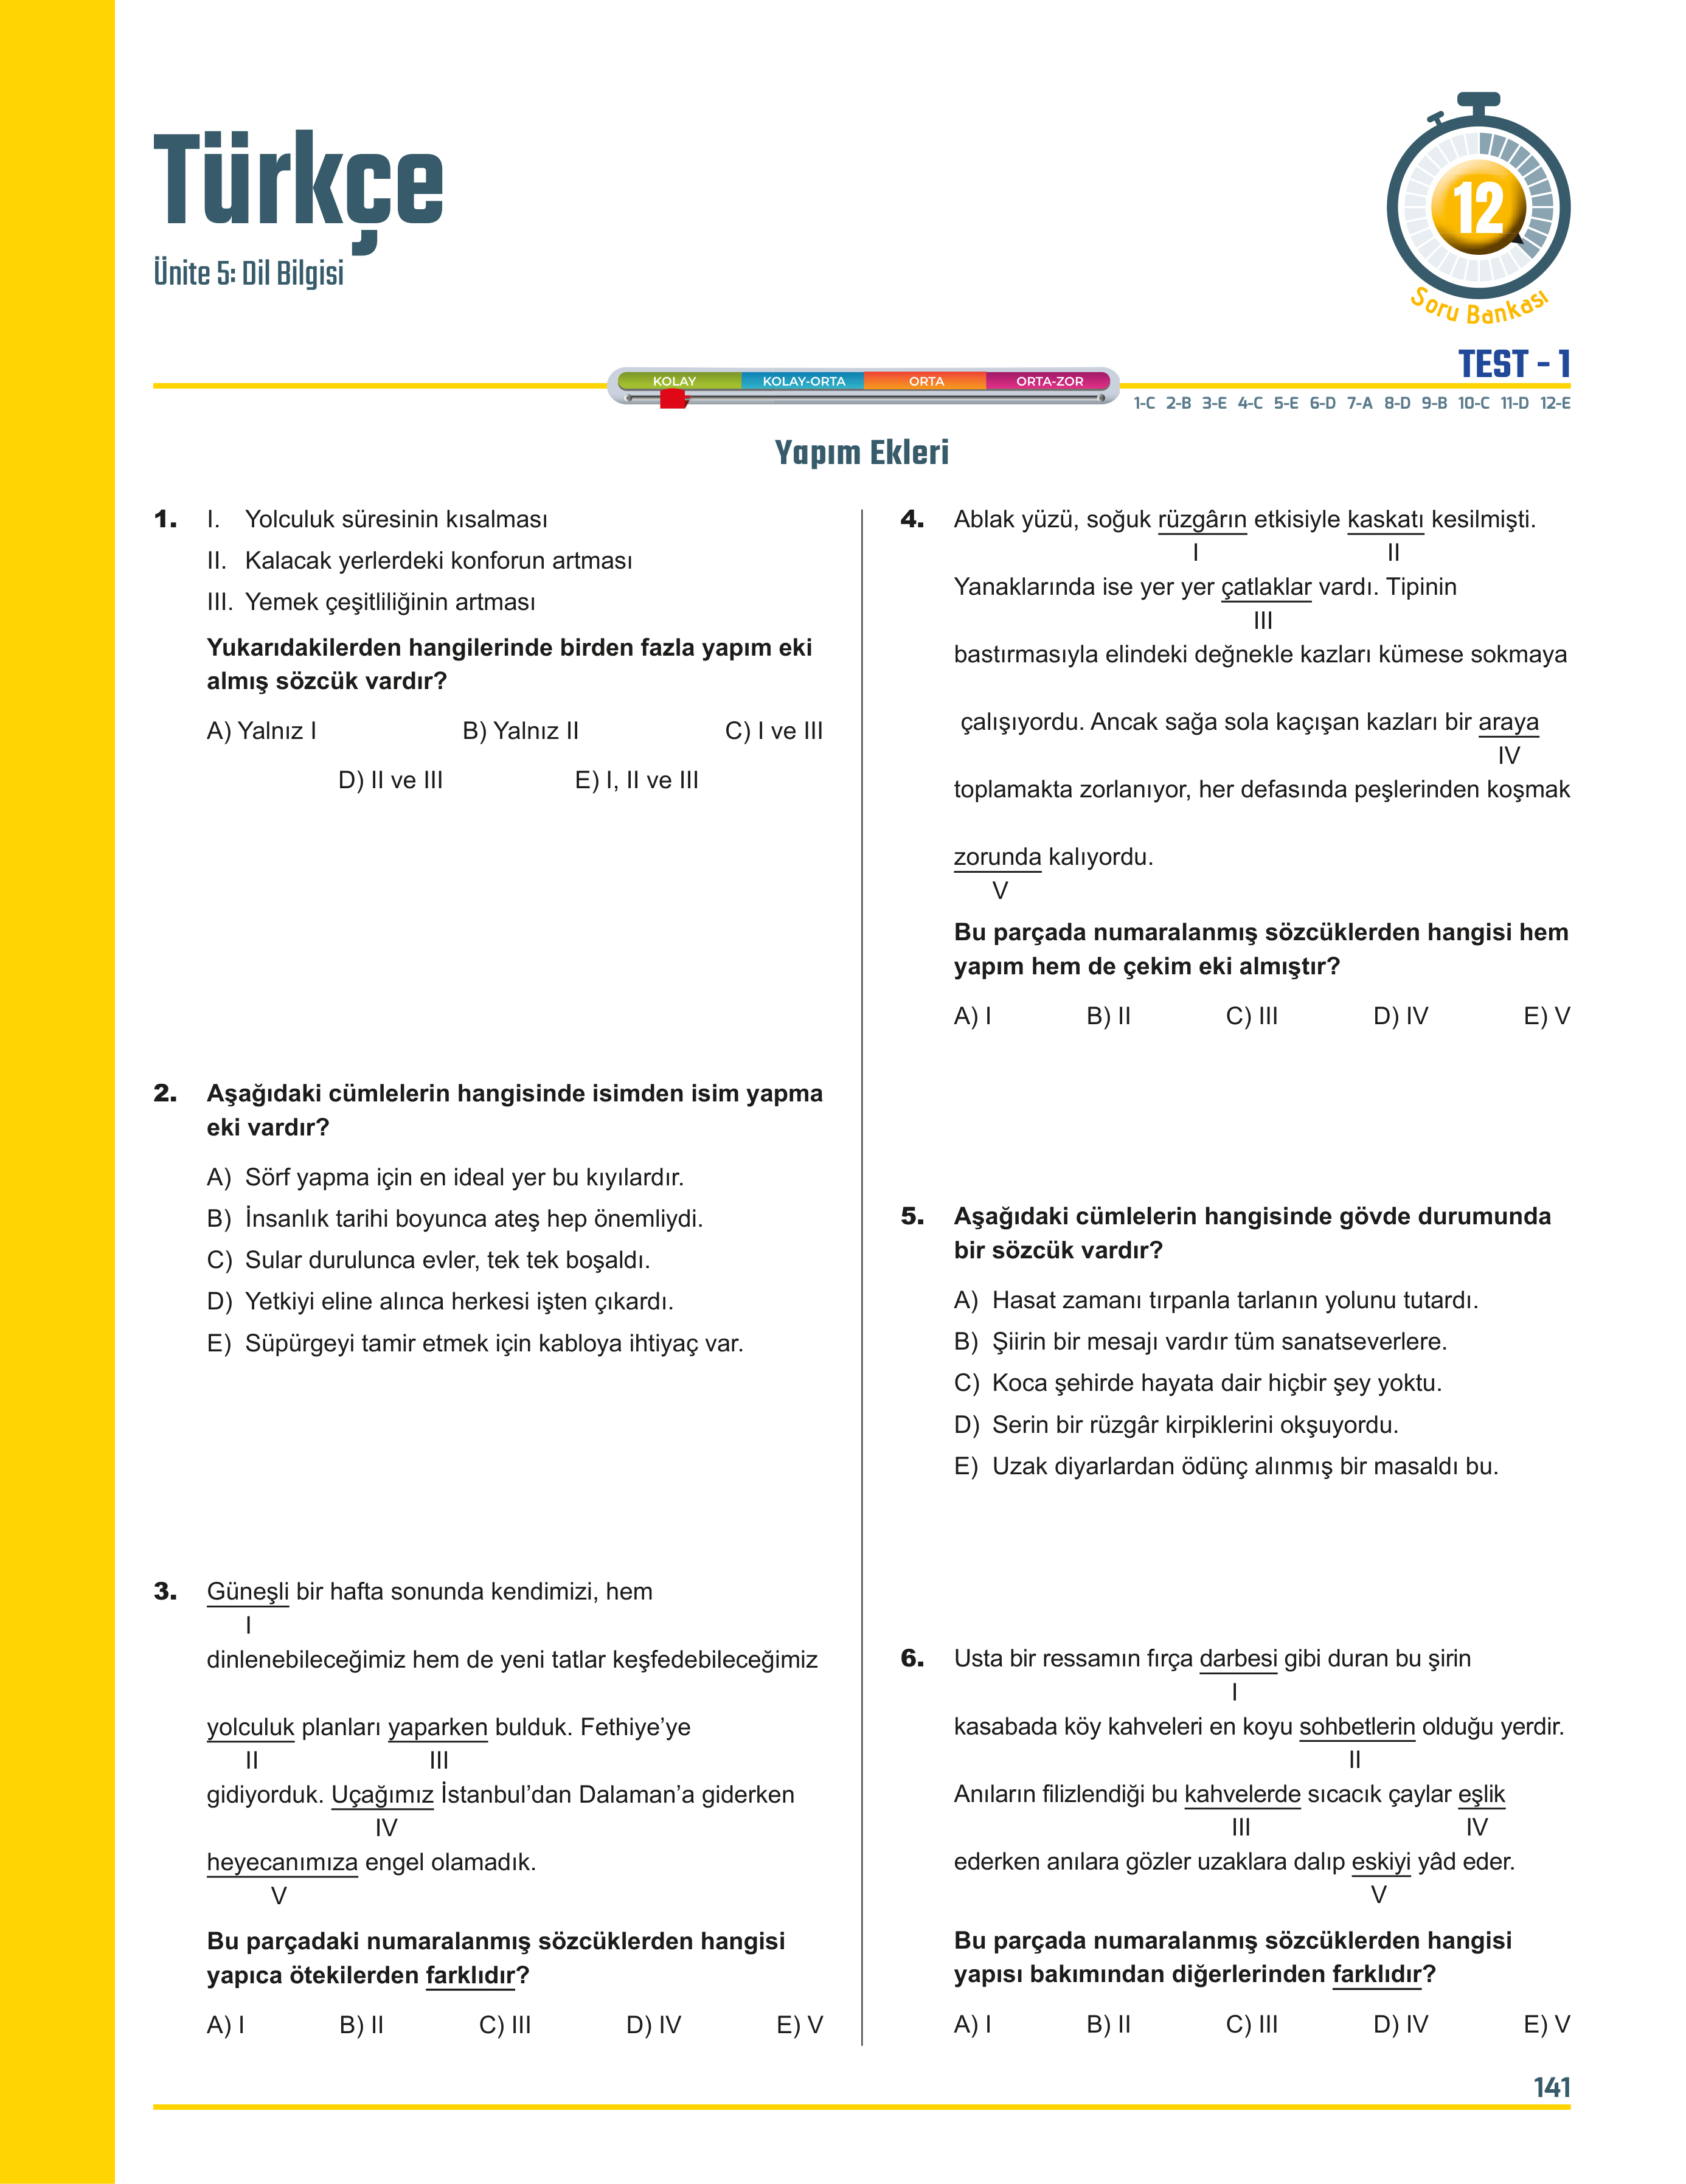 Türkçe
Ünite 5: Dil Bilgisi
12
Soru Bankası
TEST - 1
KOLAY KOLAY-ORTA ORTA ORTA-ZOR
1-C 2-B 3-E 4-C 5-E 6-D 7-A 8-D 9-B 10-C 11-D 12-E
Yapım Ekleri
1. I. Yolculuk süresinin kısalması
II. Kalacak yerlerdeki konforun artması
III. Yemek çeşitliliğinin artması
Yukarıdakilerden hangilerinde birden fazla yapım eki
almış sözcük vardır?
A) Yalnız I B) Yalnız II C) I ve III
D) II ve III E) I, II ve III
2. Aşağıdaki cümlelerin hangisinde isimden isim yapma
eki vardır?
A) Sörf yapma için en ideal yer bu kıyılardır.
B) İnsanlık tarihi boyunca ateş hep önemliydi.
C) Sular durulunca evler, tek tek boşaldı.
D) Yetkiyi eline alınca herkesi işten çıkardı.
E) Süpürgeyi tamir etmek için kabloya ihtiyaç var.
3. Güneşli bir hafta sonunda kendimizi, hem
I
dinlenebileceğimiz hem de yeni tatlar keşfedebileceğimiz
yolculuk planları yaparken bulduk. Fethiye’ye
II III
gidiyorduk. Uçağımız İstanbul’dan Dalaman’a giderken
IV
heyecanımıza engel olamadık.
V
Bu parçadaki numaralanmış sözcüklerden hangisi
yapıca ötekilerden farklıdır?
A) I B) II C) III D) IV E) V
4. Ablak yüzü, soğuk rüzgârın etkisiyle kaskatı kesilmişti.
I II
Yanaklarında ise yer yer çatlaklar vardı. Tipinin
III
bastırmasıyla elindeki değnekle kazları kümese sokmaya
çalışıyordu. Ancak sağa sola kaçışan kazları bir araya
IV
toplamakta zorlanıyor, her defasında peşlerinden koşmak
zorunda kalıyordu.
V
Bu parçada numaralanmış sözcüklerden hangisi hem
yapım hem de çekim eki almıştır?
A) I B) II C) III D) IV E) V
5. Aşağıdaki cümlelerin hangisinde gövde durumunda
bir sözcük vardır?
A) Hasat zamanı tırpanla tarlanın yolunu tutardı.
B) Şiirin bir mesajı vardır tüm sanatseverlere.
C) Koca şehirde hayata dair hiçbir şey yoktu.
D) Serin bir rüzgâr kirpiklerini okşuyordu.
E) Uzak diyarlardan ödünç alınmış bir masaldı bu.
6. Usta bir ressamın fırça darbesi gibi duran bu şirin
I
kasabada köy kahveleri en koyu sohbetlerin olduğu yerdir.
II
Anıların filizlendiği bu kahvelerde sıcacık çaylar eşlik
III IV
ederken anılara gözler uzaklara dalıp eskiyi yâd eder.
V
Bu parçada numaralanmış sözcüklerden hangisi
yapısı bakımından diğerlerinden farklıdır?
A) I B) II C) III D) IV E) V
141